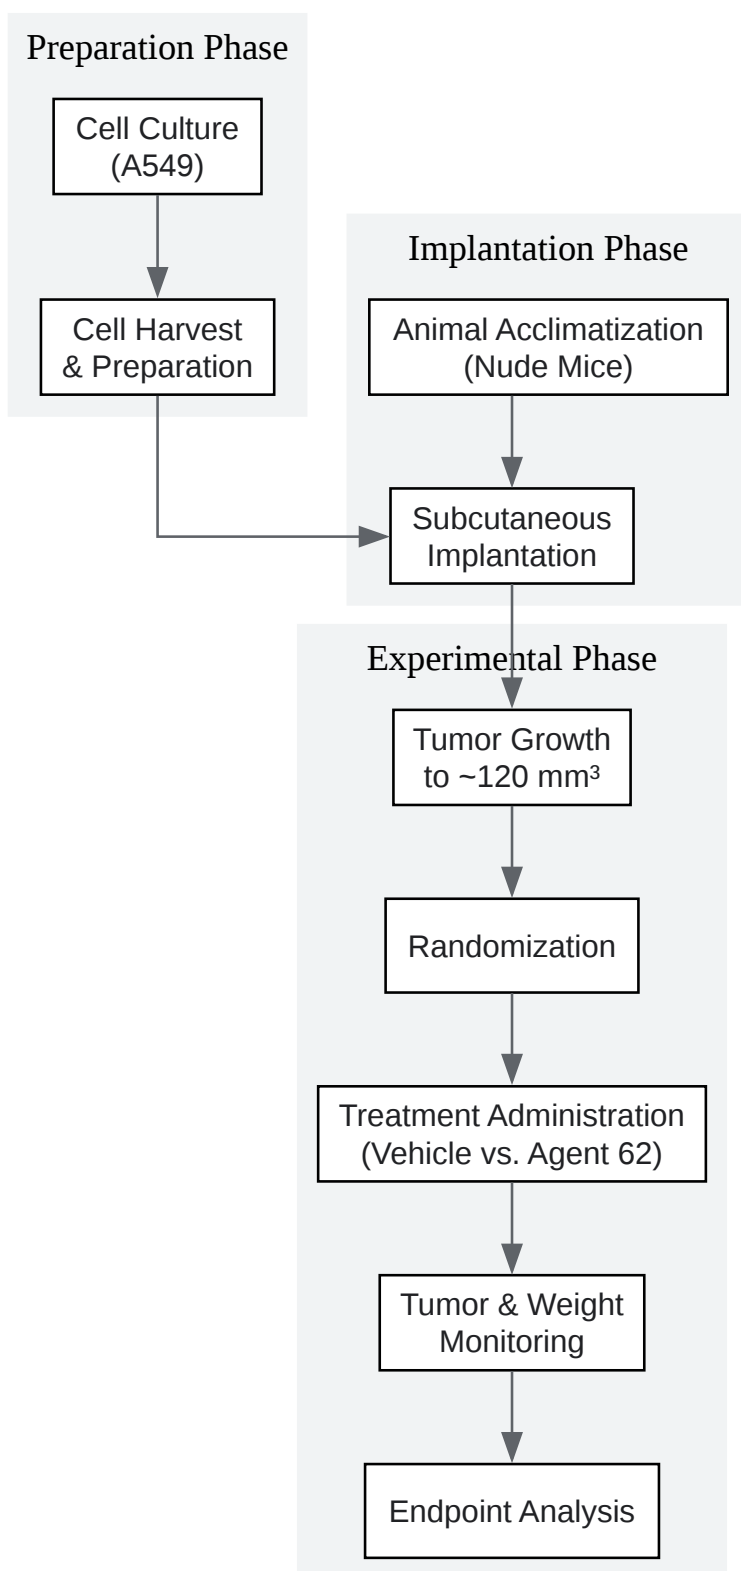 Preparation Phase
Cell Culture
(A549)
Cell Harvest
& Preparation
Implantation Phase
Animal Acclimatization
(Nude Mice)
Subcutaneous
Implantation
Experimental Phase
Tumor Growth
to ~120 mm³
Randomization
Treatment Administration
(Vehicle vs. Agent 62)
Tumor & Weight
Monitoring
Endpoint Analysis